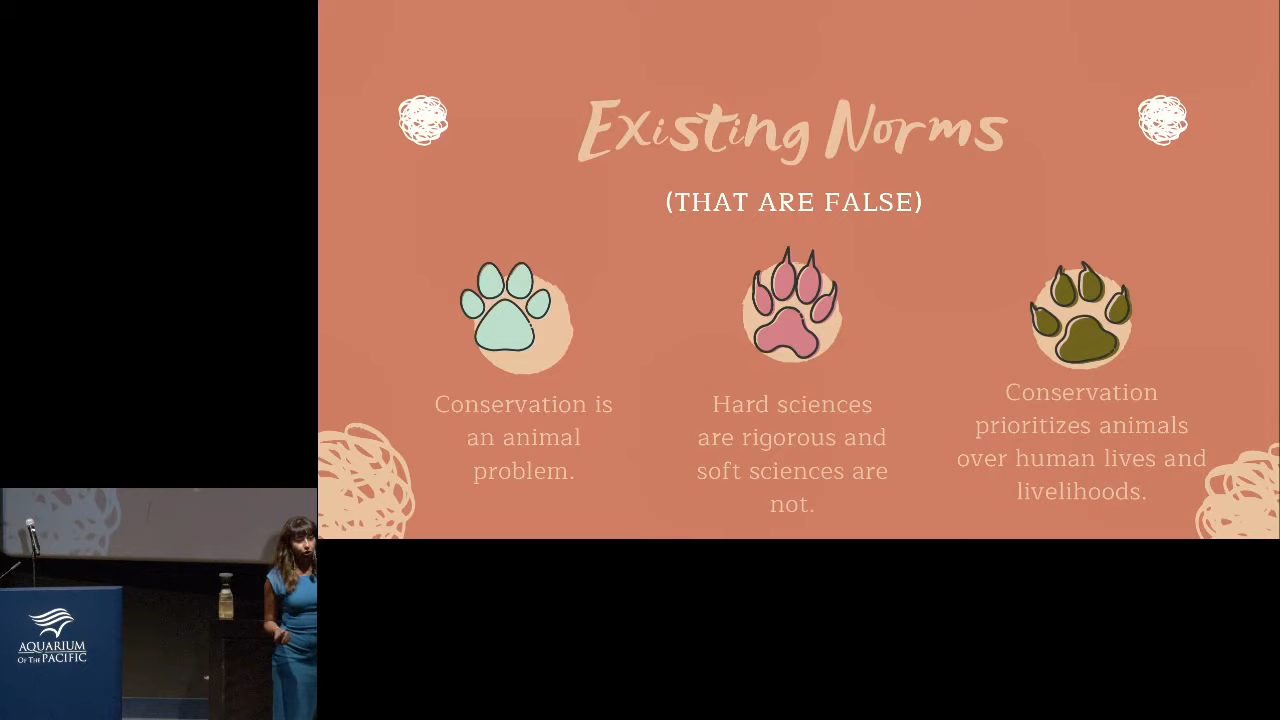 Existing Norms
(THAT ARE FALSE)
Conservation is
an animal
problem.
Hard sciences
are rigorous and
soft sciences are
not.
Conservation
prioritizes animals
over human lives and
livelihoods.
AQUARIUM
OF THE PACIFIC